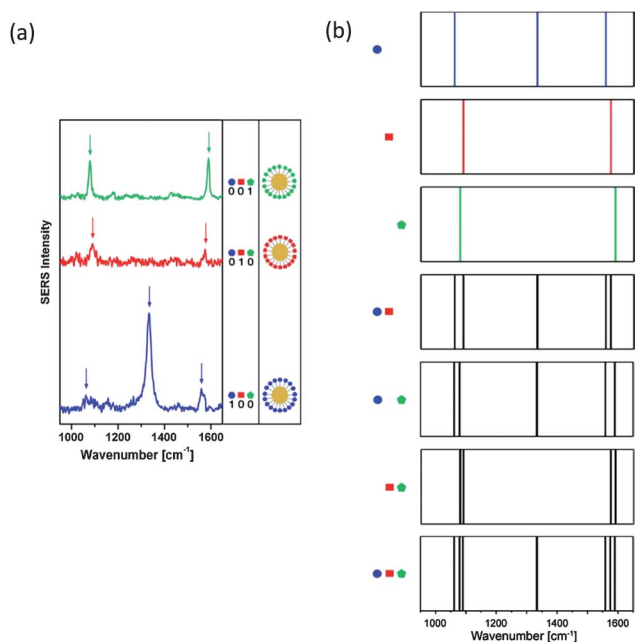 (a)
(b)
SERS Intensity
0 0 1
0 1 0
1 0 0
1000 1200 1400 1600
Wavenumber [cm-1]
1000 1200 1400 1600
Wavenumber [cm-1]